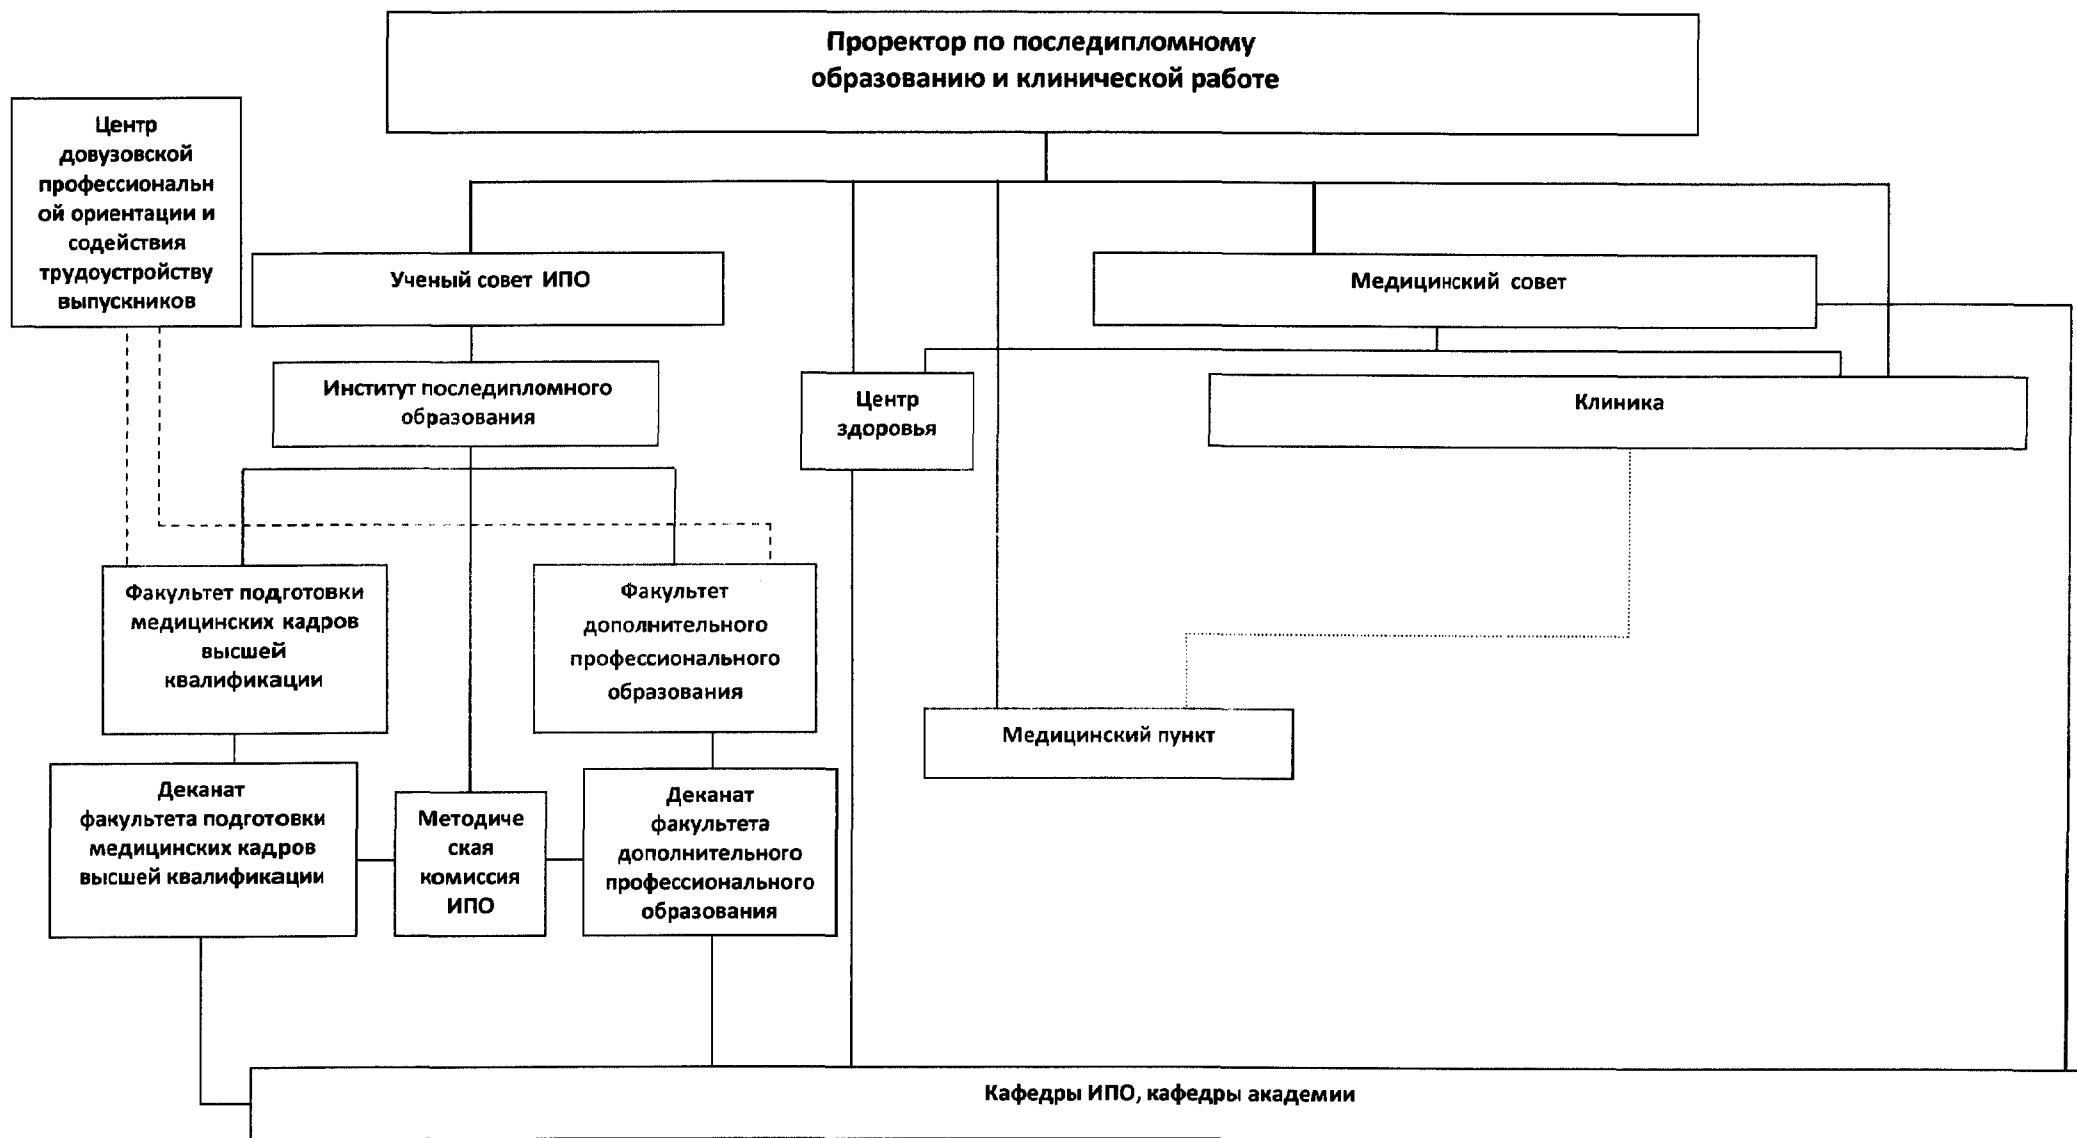 Проректор по последипломному
образованию и клинической работе
Центр
довузовской
профессиональн
ой ориентации и
содействия
трудоустройству
выпускников
Ученый совет ИПО
Медицинский совет
Институт последипломного
образования
Центр
здоровья
Клиника
Факультет подготовки
медицинских кадров
высшей
квалификации
Факультет
дополнительного
профессионального
образования
Медицинский пункт
Деканат
факультета подготовки
медицинских кадров
высшей квалификации
Методиче
ская
комиссия
ИПО
Деканат
факультета
дополнительного
профессионального
образования
Кафедры ИПО, кафедры академии